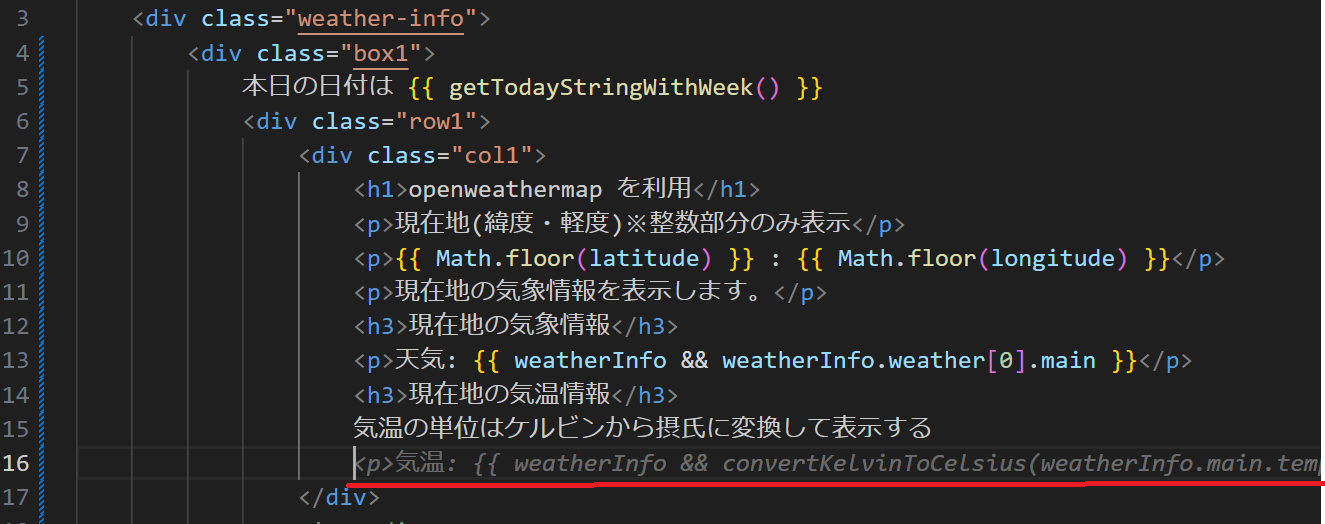 3 <div class="weather-info">
4 <div class="box1">
5 本日の日付は {{ getTodayStringWithWeek() }}
6 <div class="row1">
7 <div class="col1">
8 <h1>openweathermap を利用</h1>
9 <p>現在地(緯度・軽度)※整数部分のみ表示</p>
10 <p>{{ Math.floor(latitude) }} : {{ Math.floor(longitude) }}</p>
11 <p>現在地の気象情報を表示します。</p>
12 <h3>現在地の気象情報</h3>
13 <p>天気: {{ weatherInfo && weatherInfo.weather[0].main }}</p>
14 <h3>現在地の気温情報</h3>
15 気温の単位はケルビンから摂氏に変換して表示する
16 <p>気温: {{ weatherInfo && convertKelvinToCelsius(weatherInfo.main.temp
17 </div>